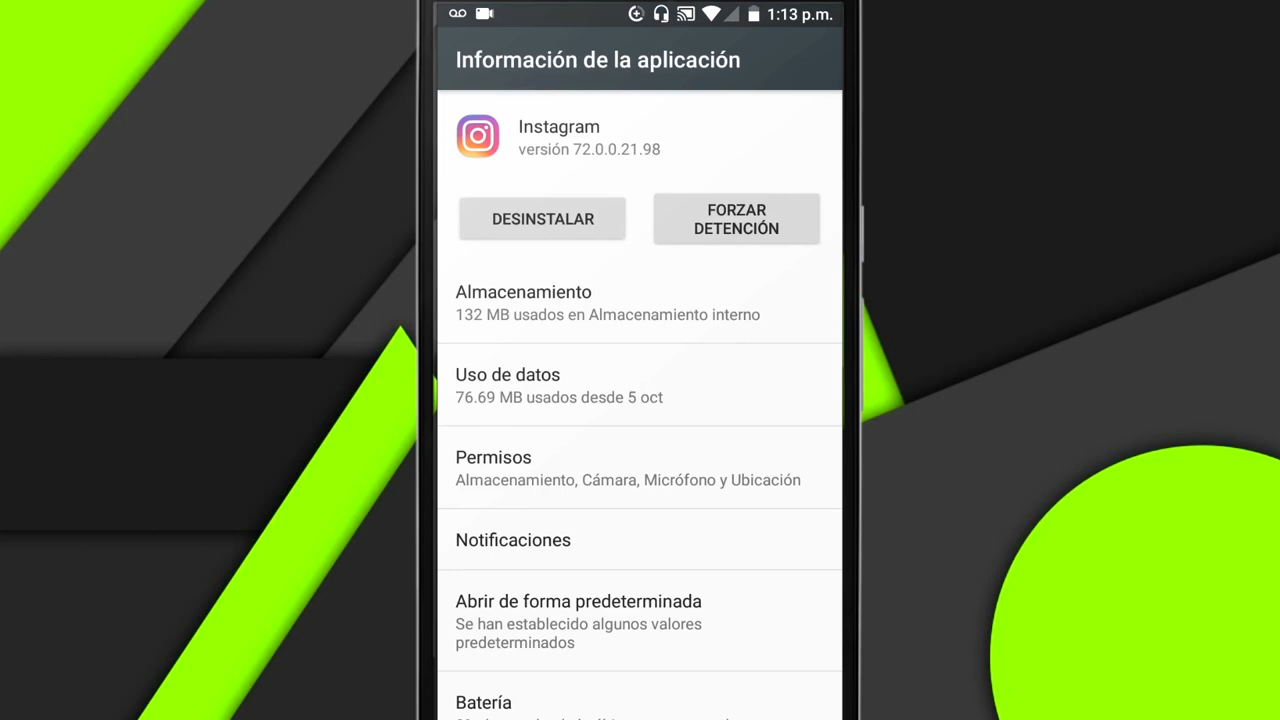 1:13 p.m.
Información de la aplicación
Instagram
versión 72.0.0.21.98
DESINSTALAR
FORZAR
DETENCIÓN
Almacenamiento
132 MB usados en Almacenamiento interno
Uso de datos
76.69 MB usados desde 5 oct
Permisos
Almacenamiento, Cámara, Micrófono y Ubicación
Notificaciones
Abrir de forma predeterminada
Se han establecido algunos valores
predeterminados
Batería